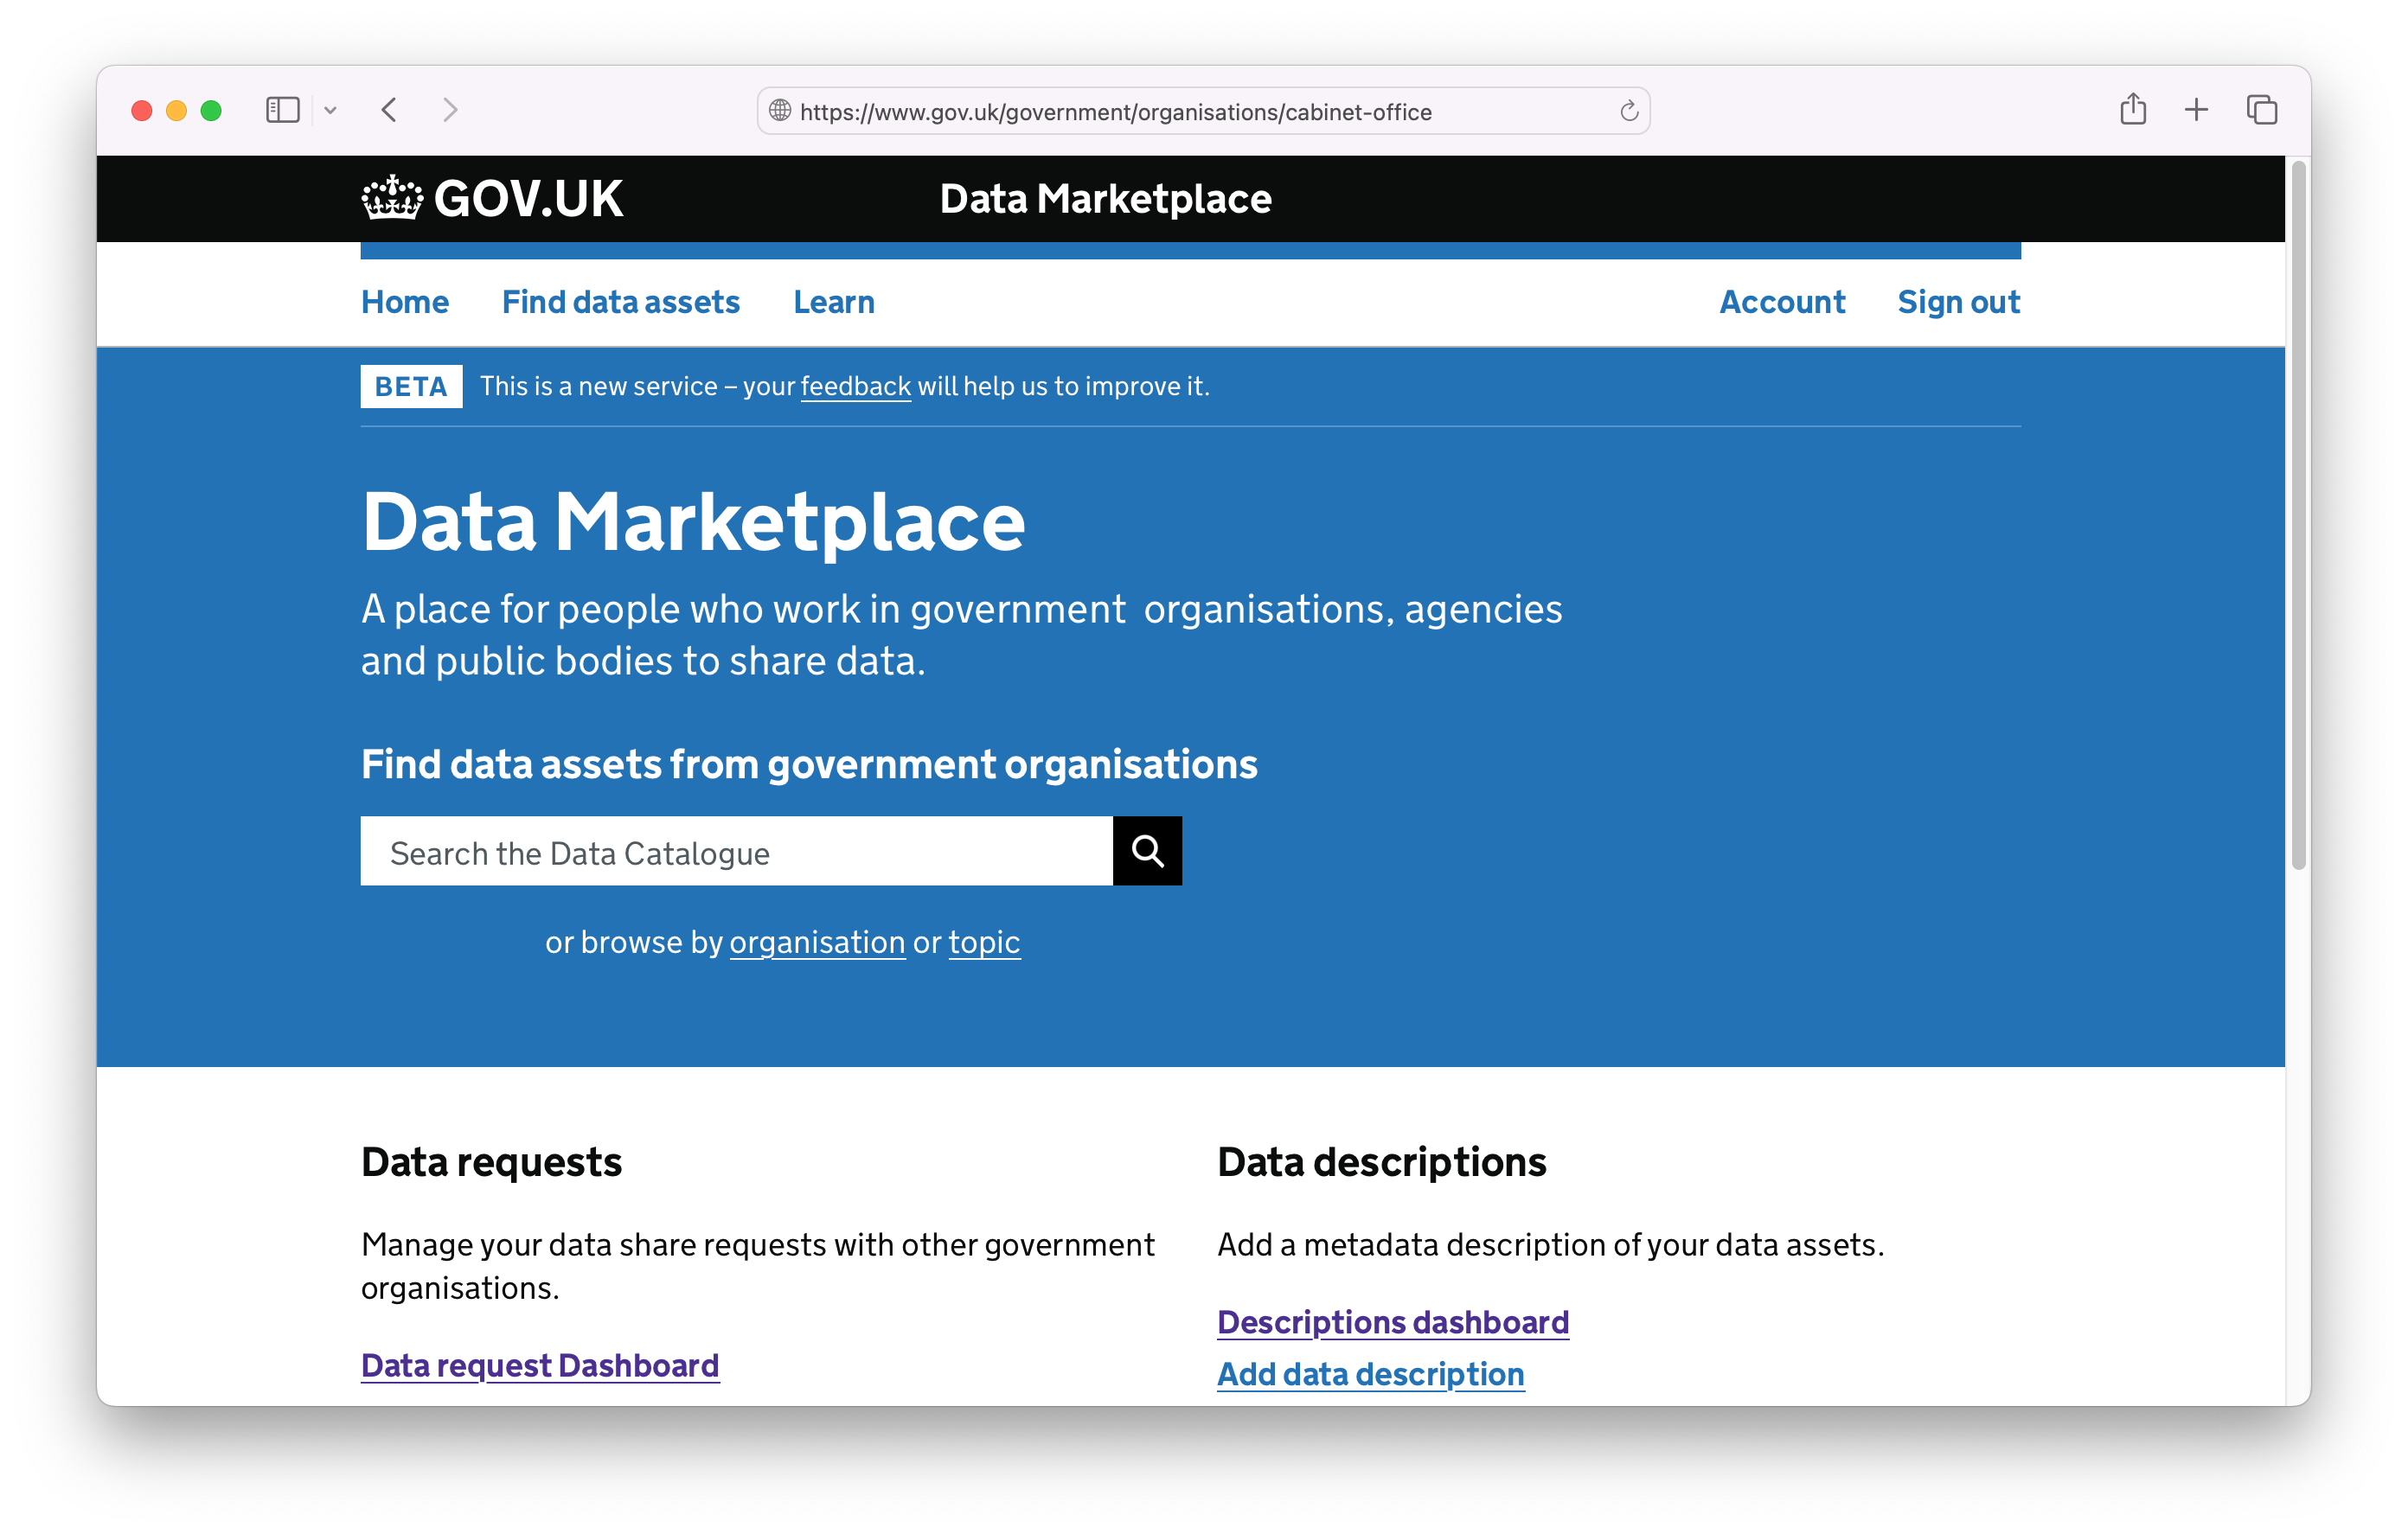 https://www.gov.uk/government/organisations/cabinet-office
GOV.UK
Data Marketplace
Home
Find data assets
Learn
Account
Sign out
BETA
This is a new service – your feedback will help us to improve it.
Data Marketplace
A place for people who work in government organisations, agencies
and public bodies to share data.
Find data assets from government organisations
Search the Data Catalogue
or browse by organisation or topic
Data requests
Manage your data share requests with other government
organisations.
Data request Dashboard
Data descriptions
Add a metadata description of your data assets.
Descriptions dashboard
Add data description